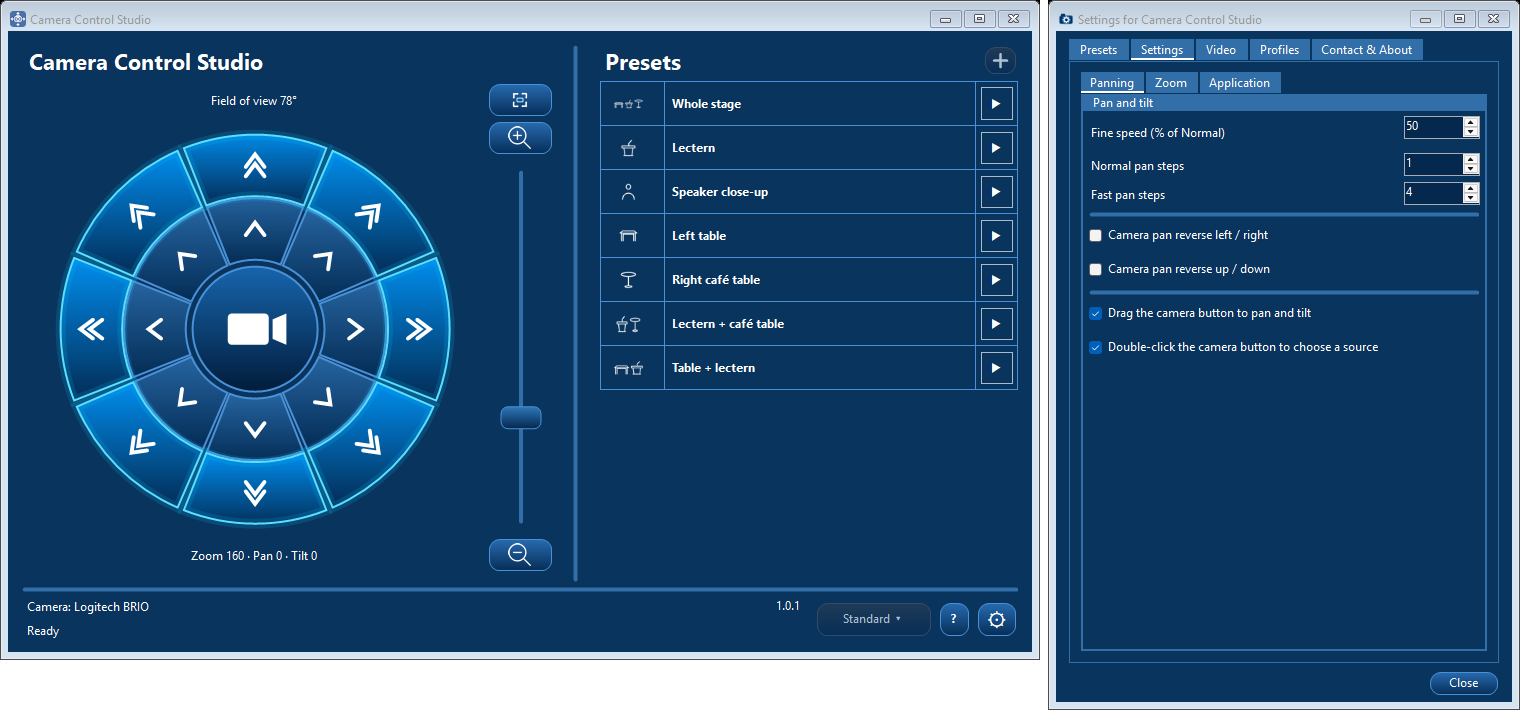 Camera Control Studio
Camera Control Studio
Field of view 78°
Zoom 160 · Pan 0 · Tilt 0
Presets
Whole stage
Lectern
Speaker close-up
Left table
Right café table
Lectern + café table
Table + lectern
Camera: Logitech BRIO
Ready
1.0.1
Standard
?
Settings for Camera Control Studio
Presets Settings Video Profiles Contact & About
Panning Zoom Application
Pan and tilt
Fine speed (% of Normal) 50
Normal pan steps 1
Fast pan steps 4
Camera pan reverse left / right
Camera pan reverse up / down
Drag the camera button to pan and tilt
Double-click the camera button to choose a source
Close